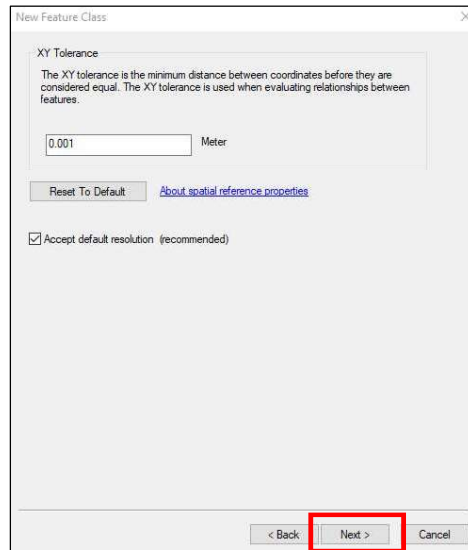 New Feature Class
XY Tolerance
The XY tolerance is the minimum distance between coordinates before they are
considered equal. The XY tolerance is used when evaluating relationships between
features.
0.001 Meter
Reset To Default About spatial reference properties
Accept default resolution (recommended)
< Back Next > Cancel